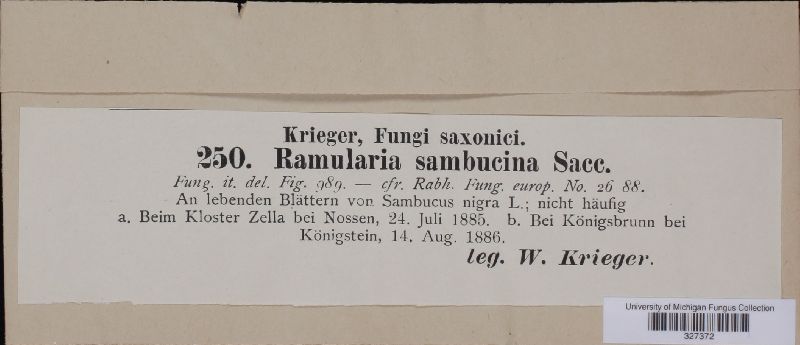 Krieger, Fungi saxonici.
250. Ramularia sambucina Sacc.
Fung. it. del. Fig. 989. — cfr. Rabh. Fung. europ. No. 26 88.
An lebenden Blättern von Sambucus nigra L.; nicht häufig
a. Beim Kloster Zella bei Nossen, 24. Juli 1885. b. Bei Königsbrunn bei
Königstein, 14. Aug. 1886.
leg. W. Krieger.
University of Michigan Fungus Collection
327372